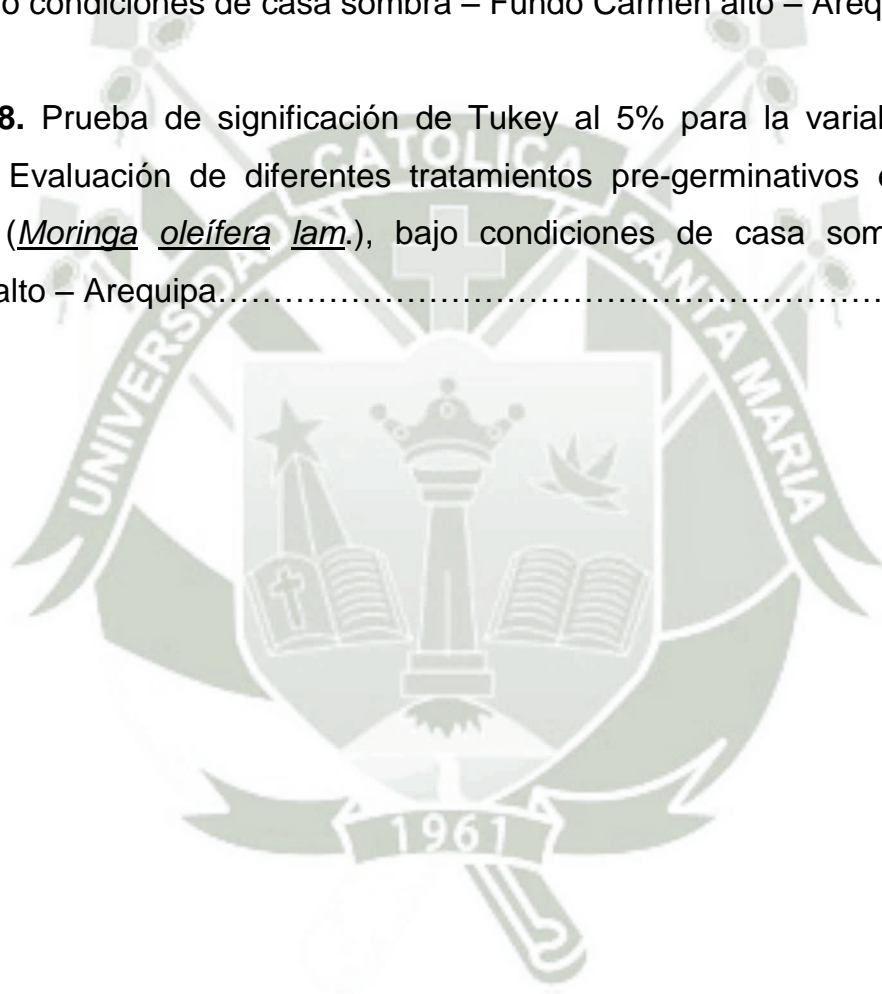 o condiciones de casa sombra – Fundo Carmen alto – Areq
8. Prueba de significación de Tukey al 5% para la varia
Evaluación de diferentes tratamientos pre-germinativos
(Moringa oleífera lam.), bajo condiciones de casa som
alto – Arequipa……………………………………………………………
UNIVERSIDAD CATOLICA SANTA MARIA
1961